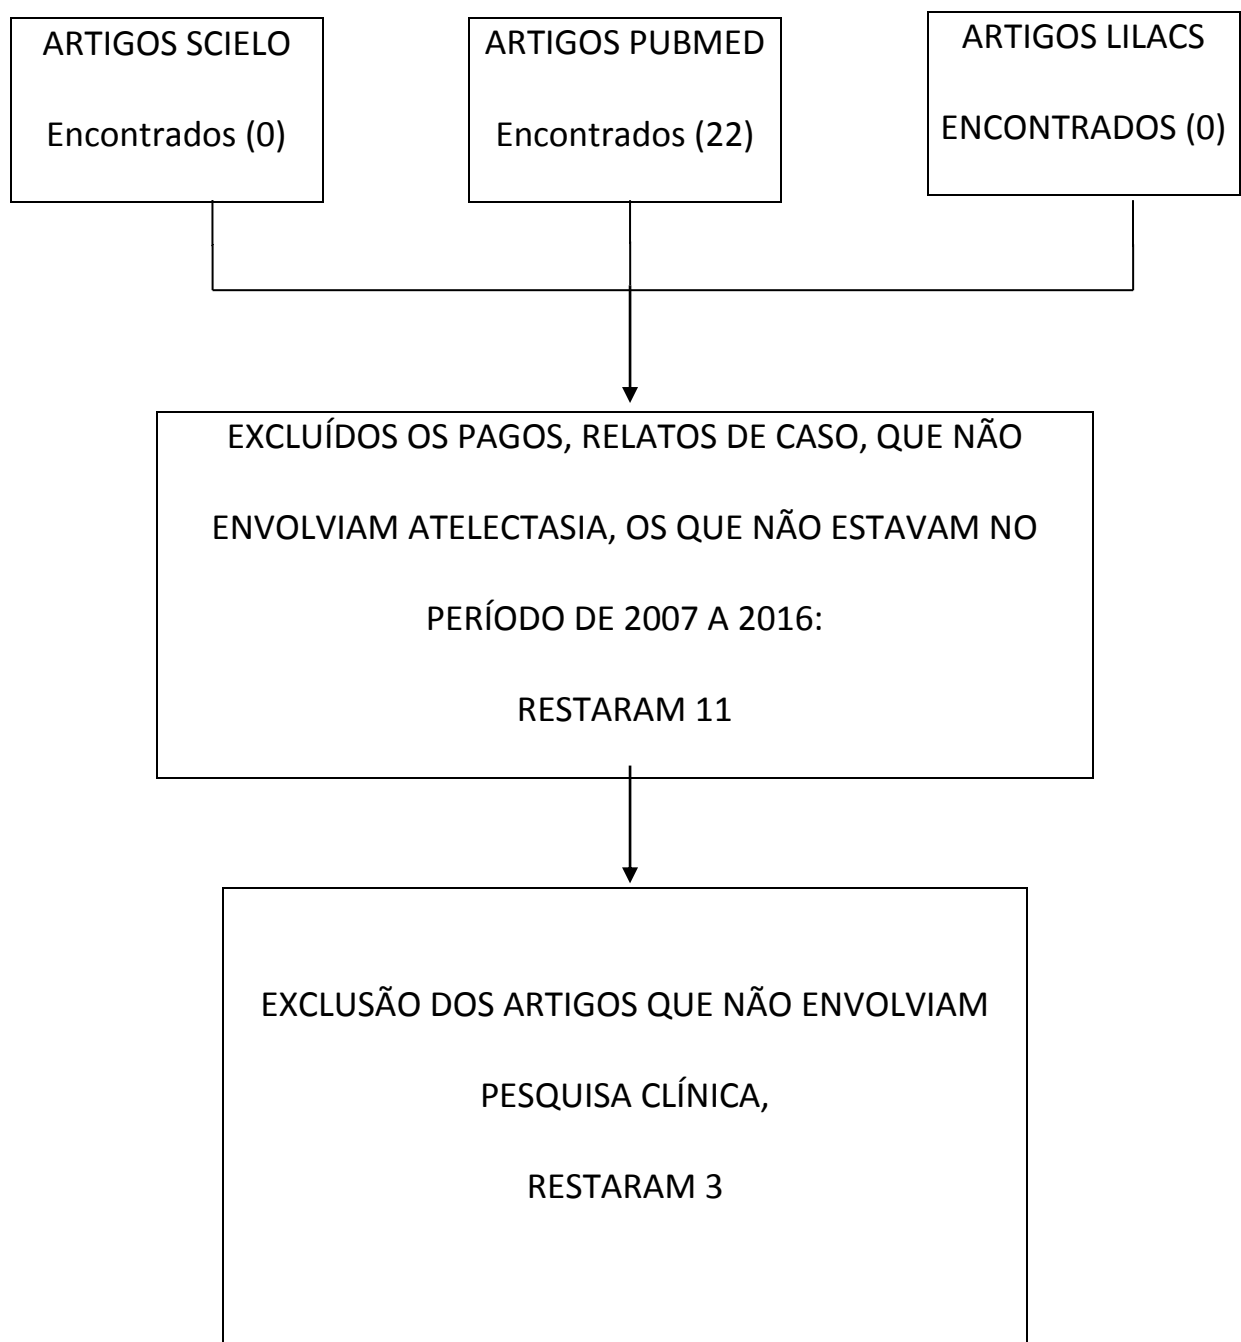 ARTIGOS SCIELO
Encontrados (0)
ARTIGOS PUBMED
Encontrados (22)
ARTIGOS LILACS
ENCONTRADOS (0)
EXCLUÍDOS OS PAGOS, RELATOS DE CASO, QUE NÃO
ENVOLVIAM ATELECTASIA, OS QUE NÃO ESTAVAM NO
PERÍODO DE 2007 A 2016:
RESTARAM 11
EXCLUSÃO DOS ARTIGOS QUE NÃO ENVOLVIAM
PESQUISA CLÍNICA,
RESTARAM 3